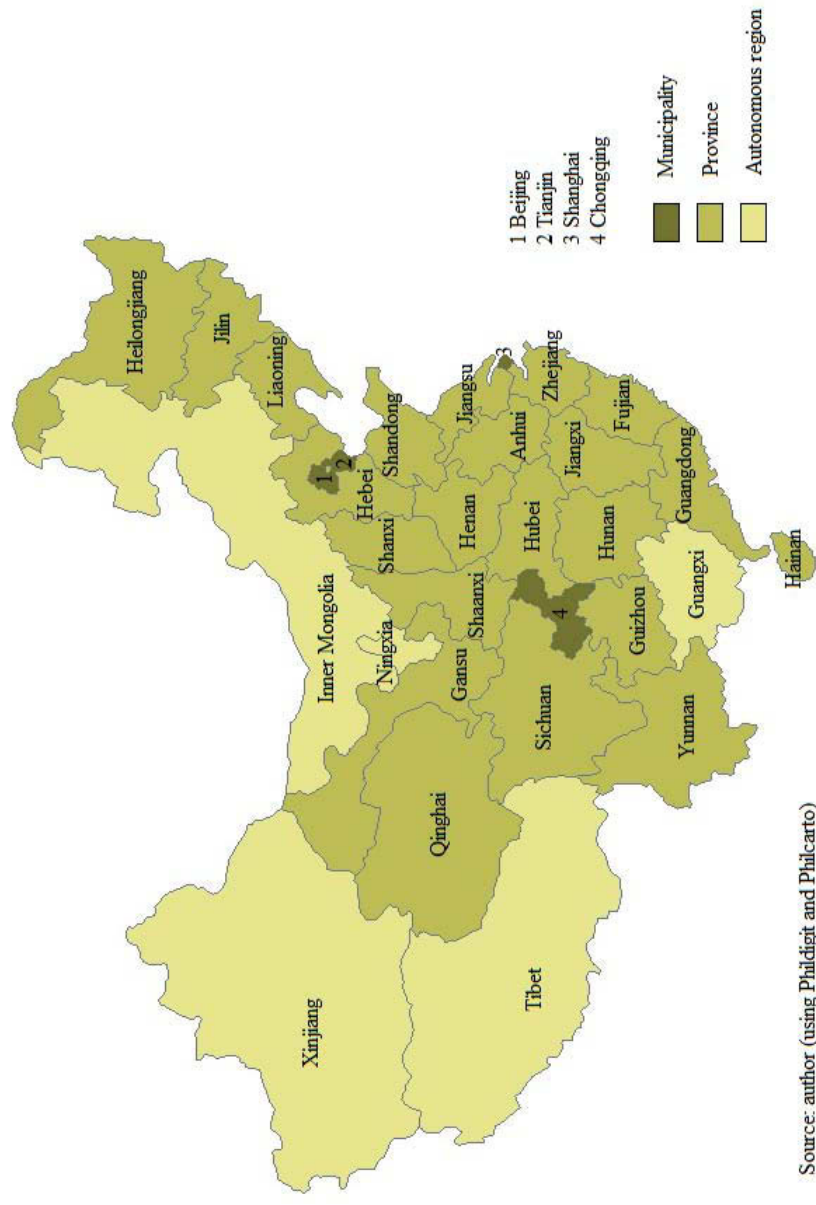 Heilongjiang
Jilin
Liaoning
Inner Mongolia
Xinjiang
1
2
Hebei
Shanxi
Shandong
Ningxia
Gansu
Shaanxi
Henan
Jiangsu
3
Qinghai
Anhui
Hubei
Zhejiang
Sichuan
4
Tibet
Jiangxi
Hunan
Fujian
Guizhou
Yunnan
Guangxi
Guangdong
Hainan
1 Beijing
2 Tianjin
3 Shanghai
4 Chongqing
Municipality
Province
Autonomous region
Source: author (using Phildigit and Philcarto)